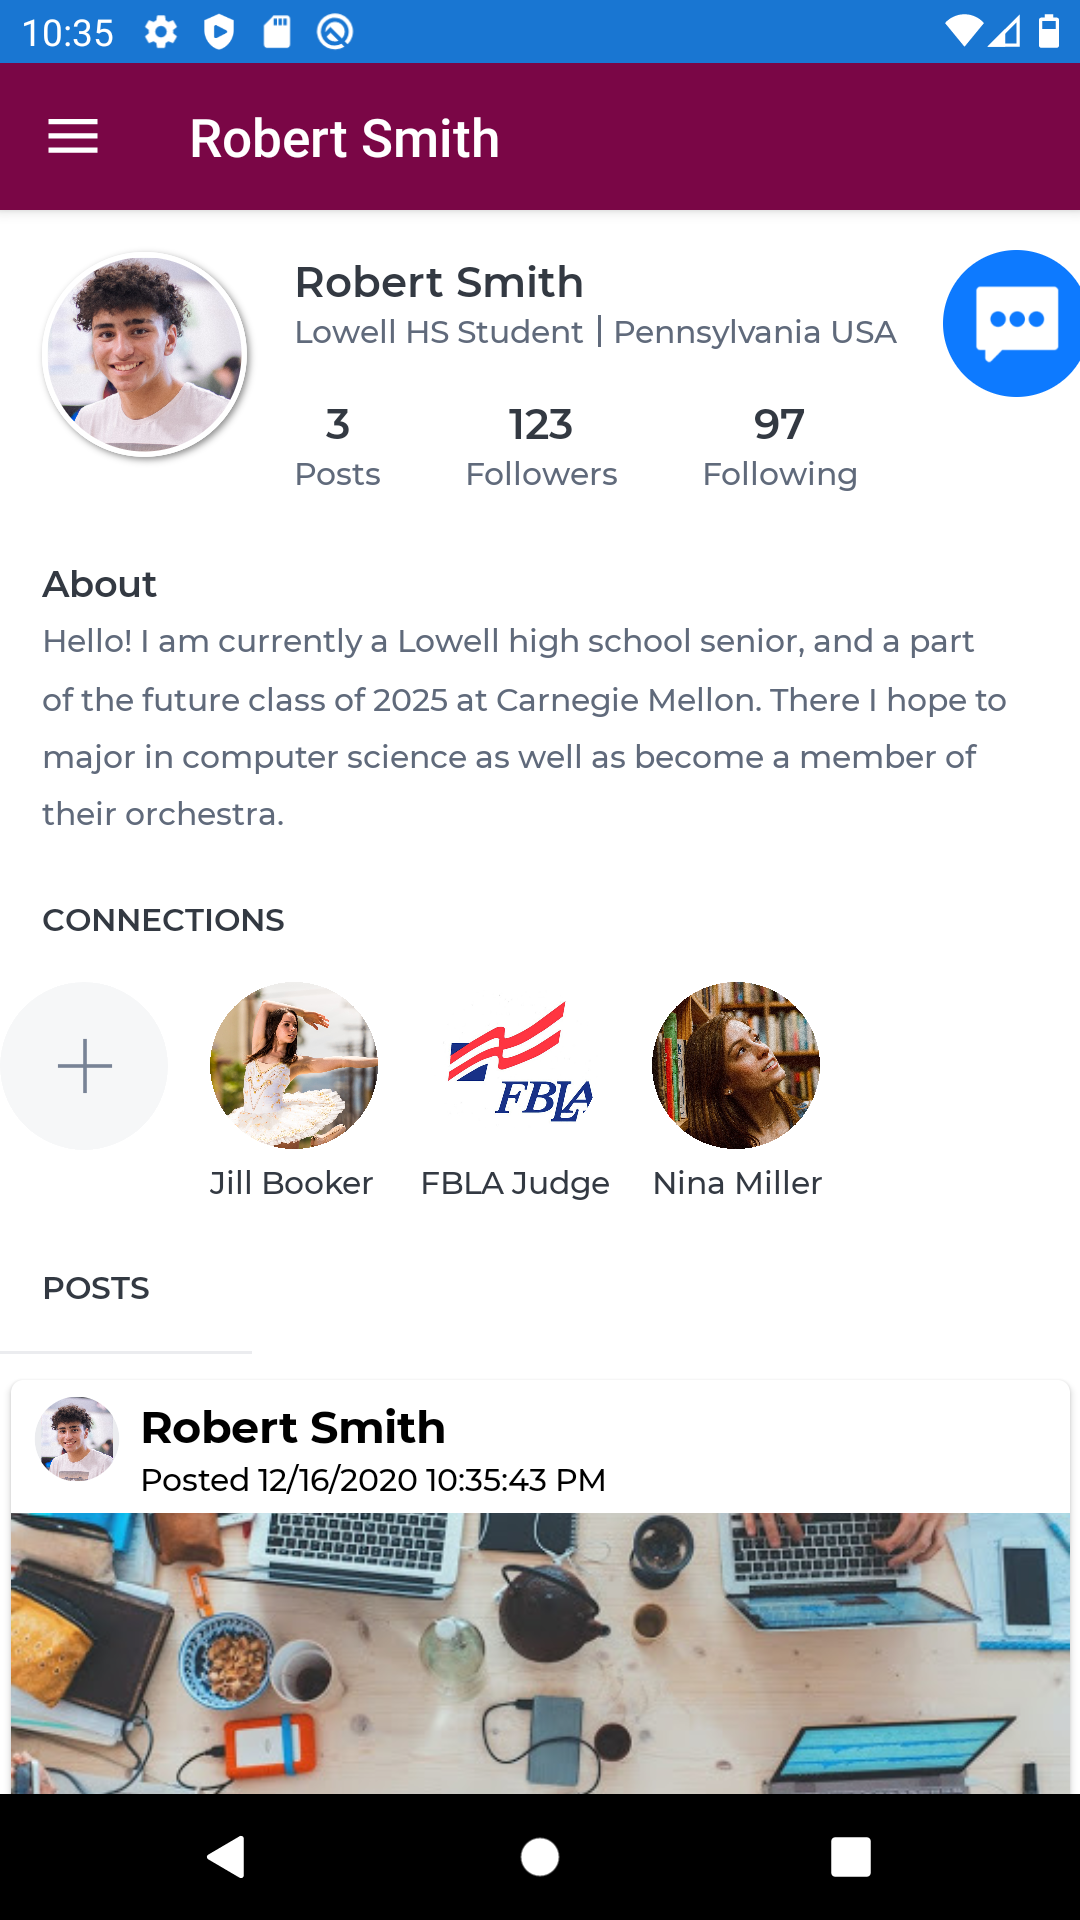 10:35
Robert Smith
Robert Smith
Lowell HS Student | Pennsylvania USA
3 123 97
Posts Followers Following
About
Hello! I am currently a Lowell high school senior, and a part
of the future class of 2025 at Carnegie Mellon. There I hope to
major in computer science as well as become a member of
their orchestra.
CONNECTIONS
FBLA
Jill Booker FBLA Judge Nina Miller
POSTS
Robert Smith
Posted 12/16/2020 10:35:43 PM